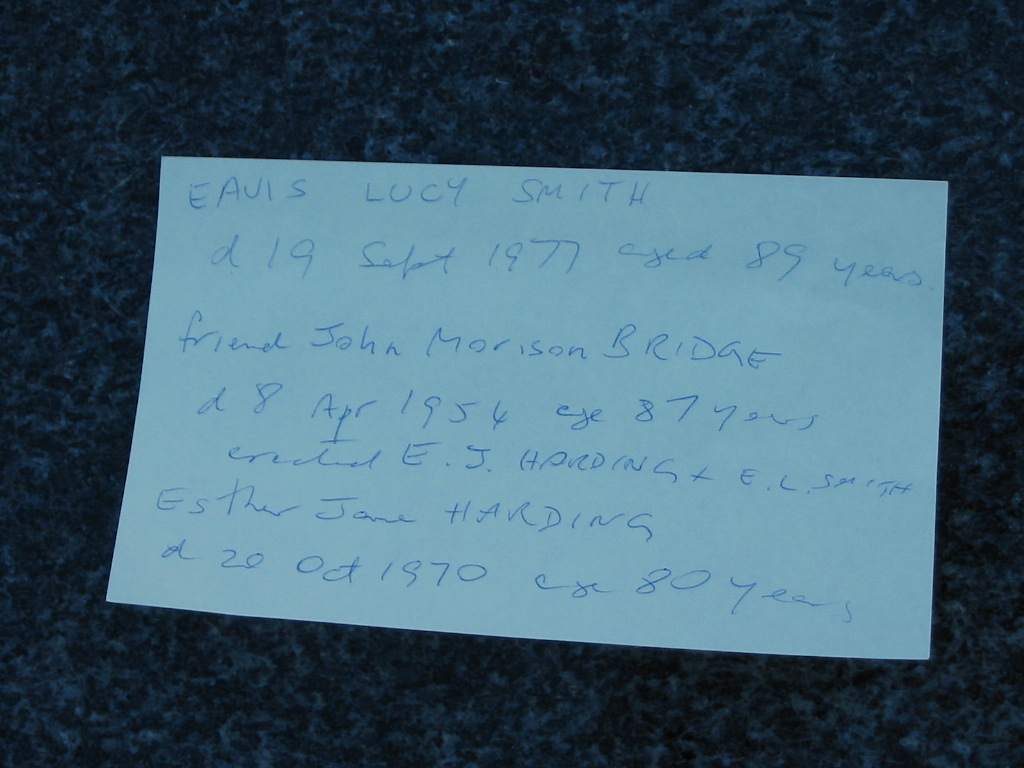 EAVIS LUCY SMITH
d 19 Sept 1977 aged 89 years.
friend John Morison BRIDGE
d 8 Apr 1954 age 87 years
erected E. J. HARDING + E. L. SMITH
Esther Jane HARDING
d 20 Oct 1970 age 80 years